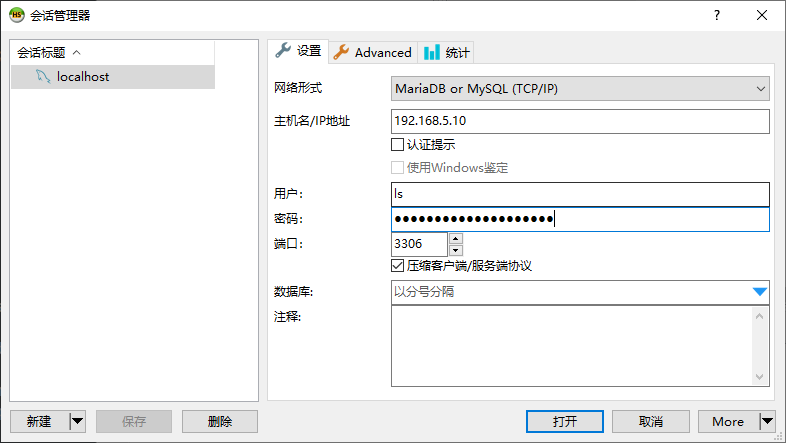 HS 会话管理器
会话标题
localhost
设置 Advanced 统计
网络形式 MariaDB or MySQL (TCP/IP)
主机名/IP地址 192.168.5.10
认证提示
使用Windows鉴定
用户： ls
密码： ●●●●●●●●●●●●●●●●●●●●
端口： 3306
压缩客户端/服务端协议
数据库: 以分号分隔
注释:
新建 保存 删除 打开 取消 More